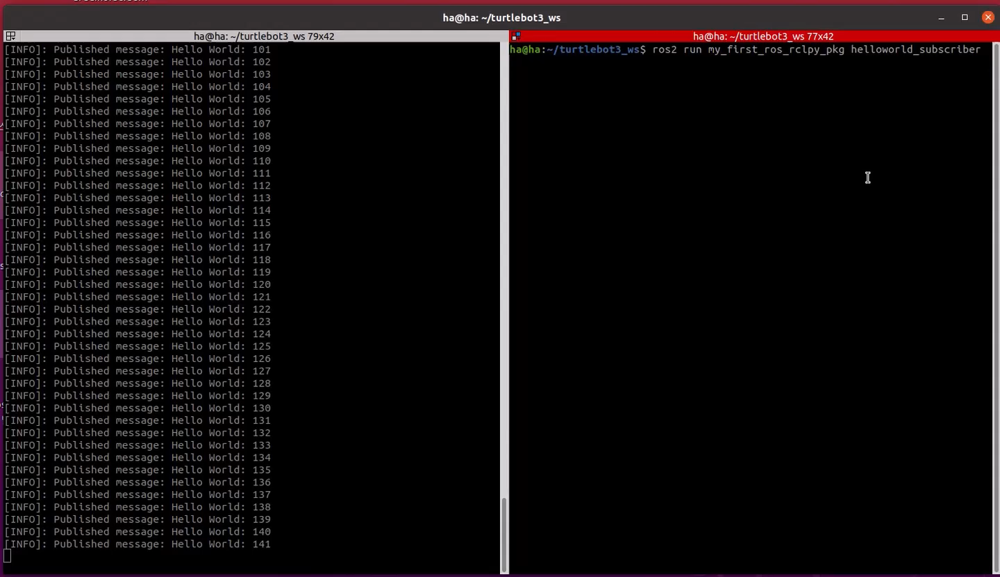 ha@ha: ~/turtlebot3_ws
ha@ha: ~/turtlebot3_ws 79x42
[INFO]: Published message: Hello World: 101
[INFO]: Published message: Hello World: 102
[INFO]: Published message: Hello World: 103
[INFO]: Published message: Hello World: 104
[INFO]: Published message: Hello World: 105
[INFO]: Published message: Hello World: 106
[INFO]: Published message: Hello World: 107
[INFO]: Published message: Hello World: 108
[INFO]: Published message: Hello World: 109
[INFO]: Published message: Hello World: 110
[INFO]: Published message: Hello World: 111
[INFO]: Published message: Hello World: 112
[INFO]: Published message: Hello World: 113
[INFO]: Published message: Hello World: 114
[INFO]: Published message: Hello World: 115
[INFO]: Published message: Hello World: 116
[INFO]: Published message: Hello World: 117
[INFO]: Published message: Hello World: 118
[INFO]: Published message: Hello World: 119
[INFO]: Published message: Hello World: 120
[INFO]: Published message: Hello World: 121
[INFO]: Published message: Hello World: 122
[INFO]: Published message: Hello World: 123
[INFO]: Published message: Hello World: 124
[INFO]: Published message: Hello World: 125
[INFO]: Published message: Hello World: 126
[INFO]: Published message: Hello World: 127
[INFO]: Published message: Hello World: 128
[INFO]: Published message: Hello World: 129
[INFO]: Published message: Hello World: 130
[INFO]: Published message: Hello World: 131
[INFO]: Published message: Hello World: 132
[INFO]: Published message: Hello World: 133
[INFO]: Published message: Hello World: 134
[INFO]: Published message: Hello World: 135
[INFO]: Published message: Hello World: 136
[INFO]: Published message: Hello World: 137
[INFO]: Published message: Hello World: 138
[INFO]: Published message: Hello World: 139
[INFO]: Published message: Hello World: 140
[INFO]: Published message: Hello World: 141
ha@ha: ~/turtlebot3_ws 77x42
ha@ha:~/turtlebot3_ws$ ros2 run my_first_ros_rclpy_pkg helloworld_subscriber